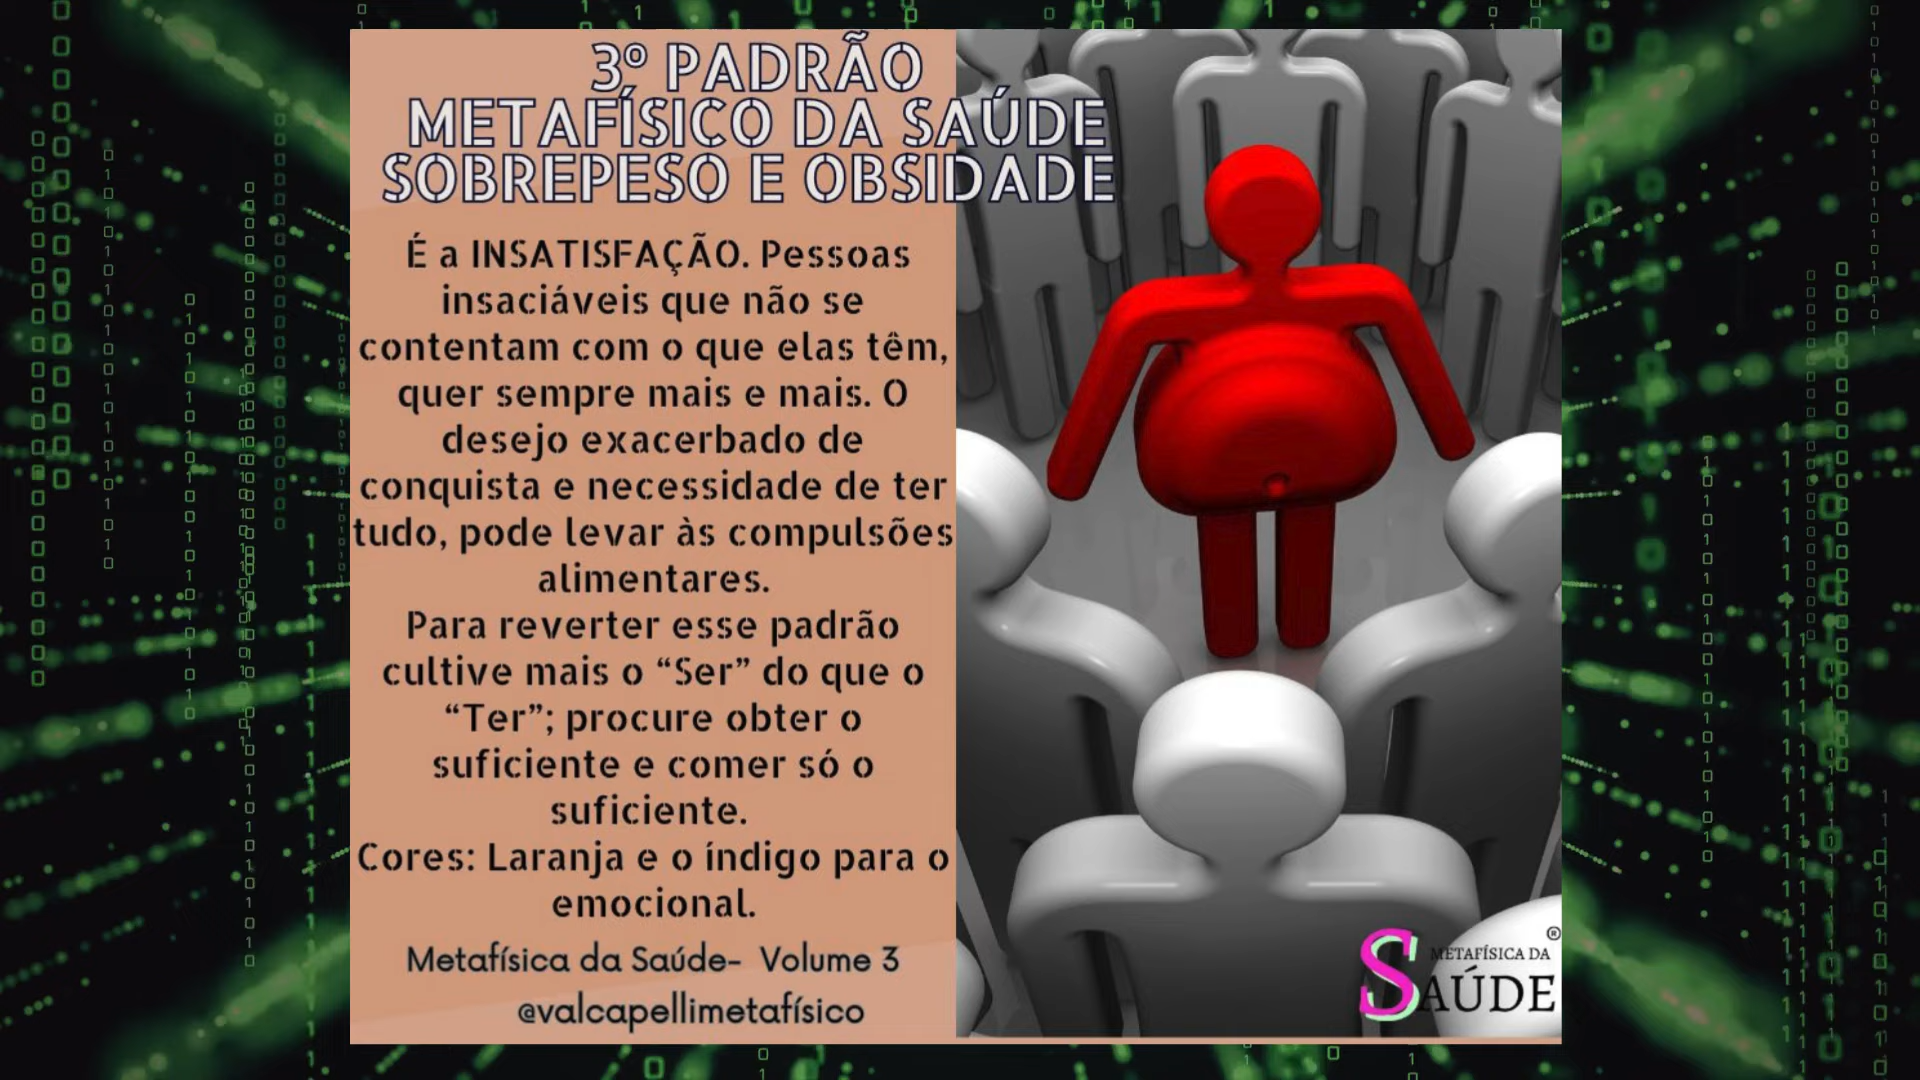 3º PADRÃO
METAFÍSICO DA SAÚDE
SOBREPESO E OBSIDADE
É a INSATISFAÇÃO. Pessoas
insaciáveis que não se
contentam com o que elas têm,
quer sempre mais e mais. O
desejo exacerbado de
conquista e necessidade de ter
tudo, pode levar às compulsões
alimentares.
Para reverter esse padrão
cultive mais o “Ser” do que o
“Ter”; procure obter o
suficiente e comer só o
suficiente.
Cores: Laranja e o índigo para o
emocional.
Metafísica da Saúde- Volume 3
@valcapellimetafísico
METAFÍSICA DA ®
SAÚDE